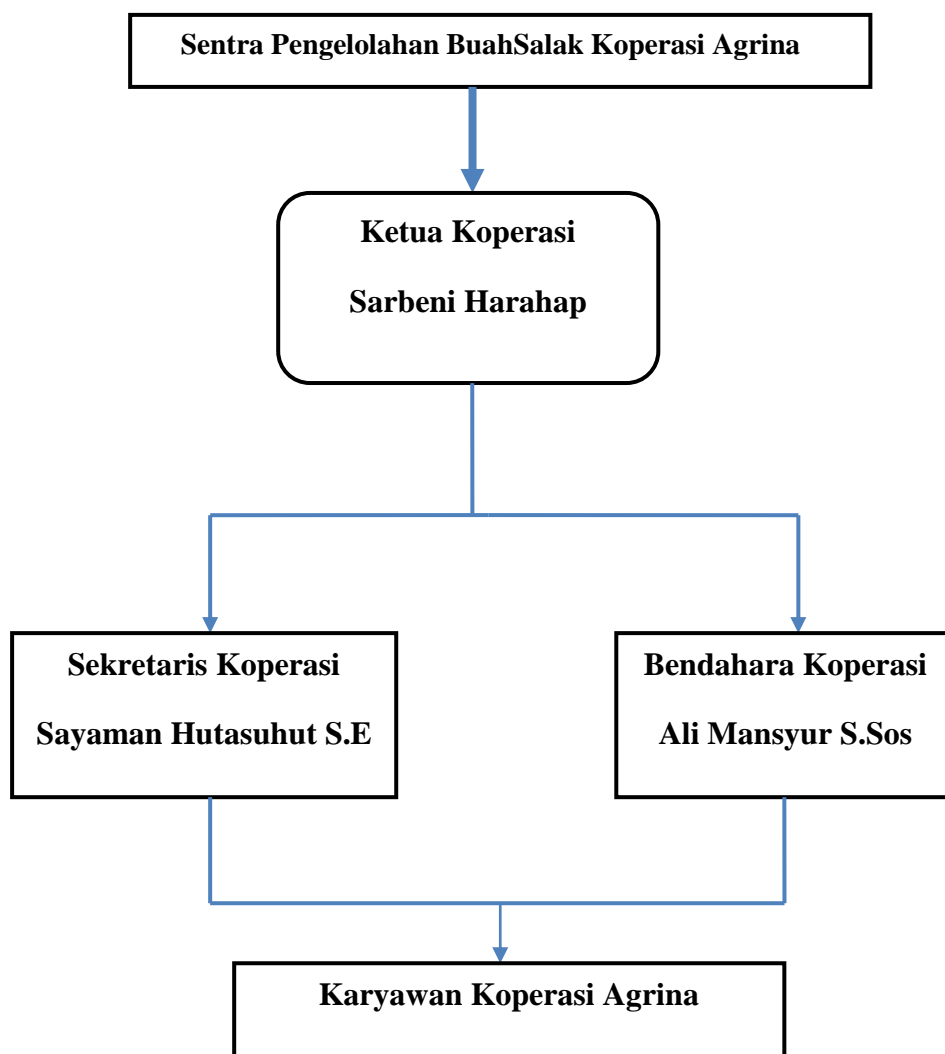 Sentra Pengelolahan BuahSalak Koperasi Agrina
Ketua Koperasi
Sarbeni Harahap
Sekretaris Koperasi
Sayaman Hutasuhut S.E
Bendahara Koperasi
Ali Mansyur S.Sos
Karyawan Koperasi Agrina